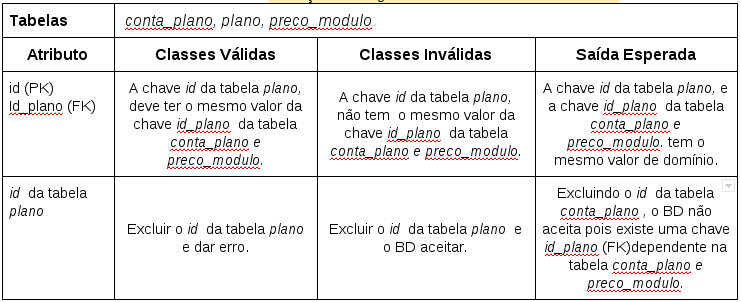 Tabelas
conta_plano, plano, preco_modulo
Atributo
Classes Válidas
Classes Inválidas
Saída Esperada
id (PK)
Id_plano (FK)
A chave id da tabela plano,
deve ter o mesmo valor da
chave id_plano da tabela
conta_plano e
preco_modulo.
A chave id da tabela plano,
não tem o mesmo valor da
chave id_plano da tabela
conta_plano e preco_modulo.
A chave id da tabela plano, e
a chave id_plano da tabela
conta_plano e
preco_modulo. tem o
mesmo valor de domínio.
id da tabela
plano
Excluir o id da tabela plano
e dar erro.
Excluir o id da tabela plano e
o BD aceitar.
Excluindo o id da tabela
conta_plano , o BD não
aceita pois existe uma chave
id_plano (FK)dependente na
tabela conta_plano e
preco_modulo.